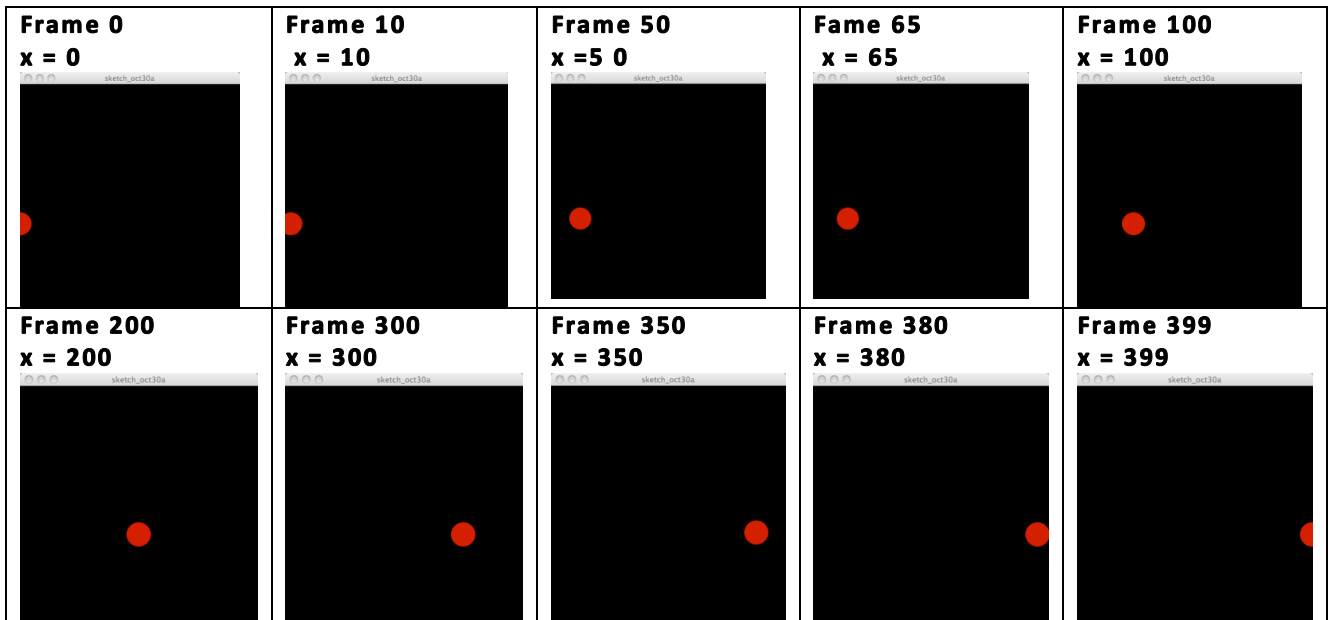 Frame 0
x = 0
sketch_oct30a
Frame 10
x = 10
sketch_oct30a
Frame 50
x =5 0
sketch_oct30a
Fame 65
x = 65
sketch_oct30a
Frame 100
x = 100
sketch_oct30a
Frame 200
x = 200
sketch_oct30a
Frame 300
x = 300
sketch_oct30a
Frame 350
x = 350
sketch_oct30a
Frame 380
x = 380
sketch_oct30a
Frame 399
x = 399
sketch_oct30a